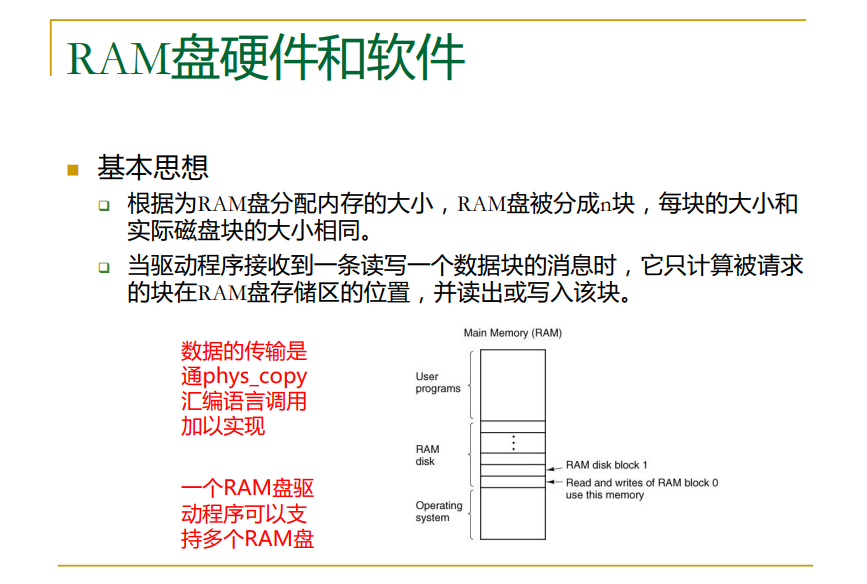 RAM盘硬件和软件
基本思想
根据为RAM盘分配内存的大小，RAM盘被分成n块，每块的大小和
实际磁盘块的大小相同。
当驱动程序接收到一条读写一个数据块的消息时，它只计算被请求
的块在RAM盘存储区的位置，并读出或写入该块。
数据的传输是
通phys_copy
汇编语言调用
加以实现
一个RAM盘驱
动程序可以支
持多个RAM盘
Main Memory (RAM)
User
programs
RAM
disk
RAM disk block 1
Read and writes of RAM block 0
use this memory
Operating
system